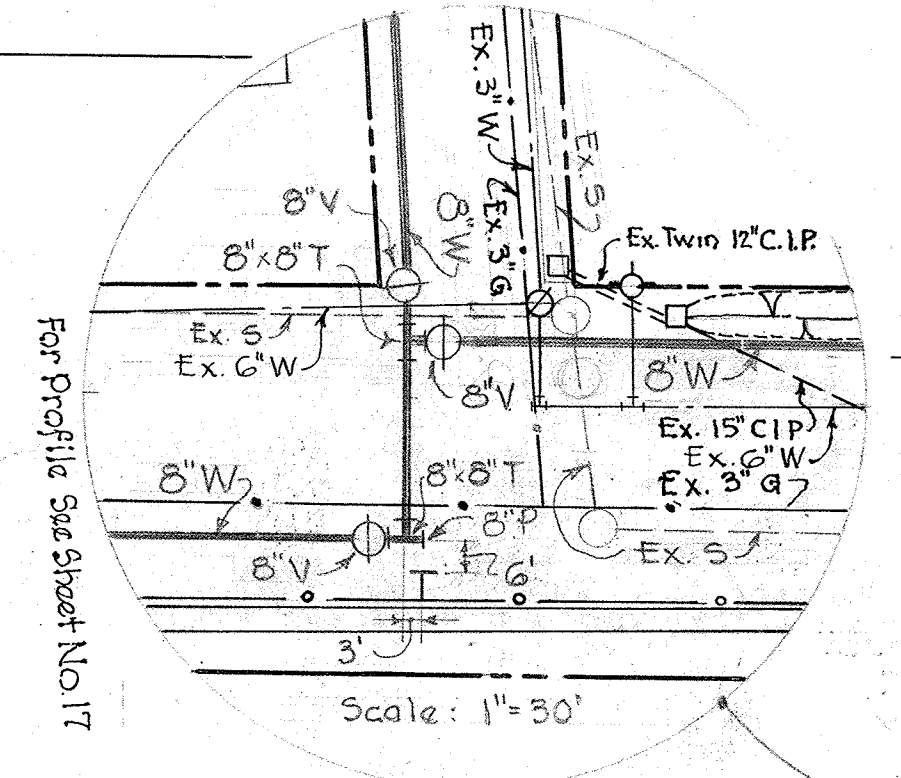 Ex. 3"W
Ex. S
8"V
8"W
Ex. 3"G
Ex. Twin 12"C.I.P.
8"x8"T
Ex. S
Ex. 6"W
8"V
8"W
Ex. 15"CIP
Ex. 6"W
Ex. 3"G
8"W
8"x8"T
8"P
8"V
6'
Ex. S
3'
Scale: 1"=30'
For Profile See Sheet No.17